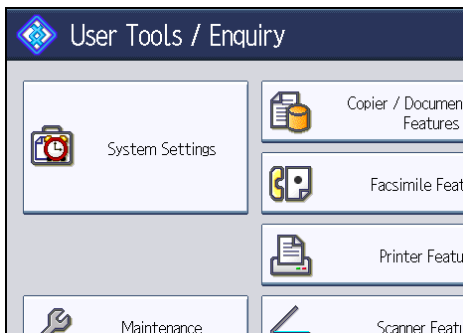 User Tools / Enquiry
System Settings
Copier / Documen
Features
Facsimile Feat
Printer Featu
Maintenance
Scanner Featu